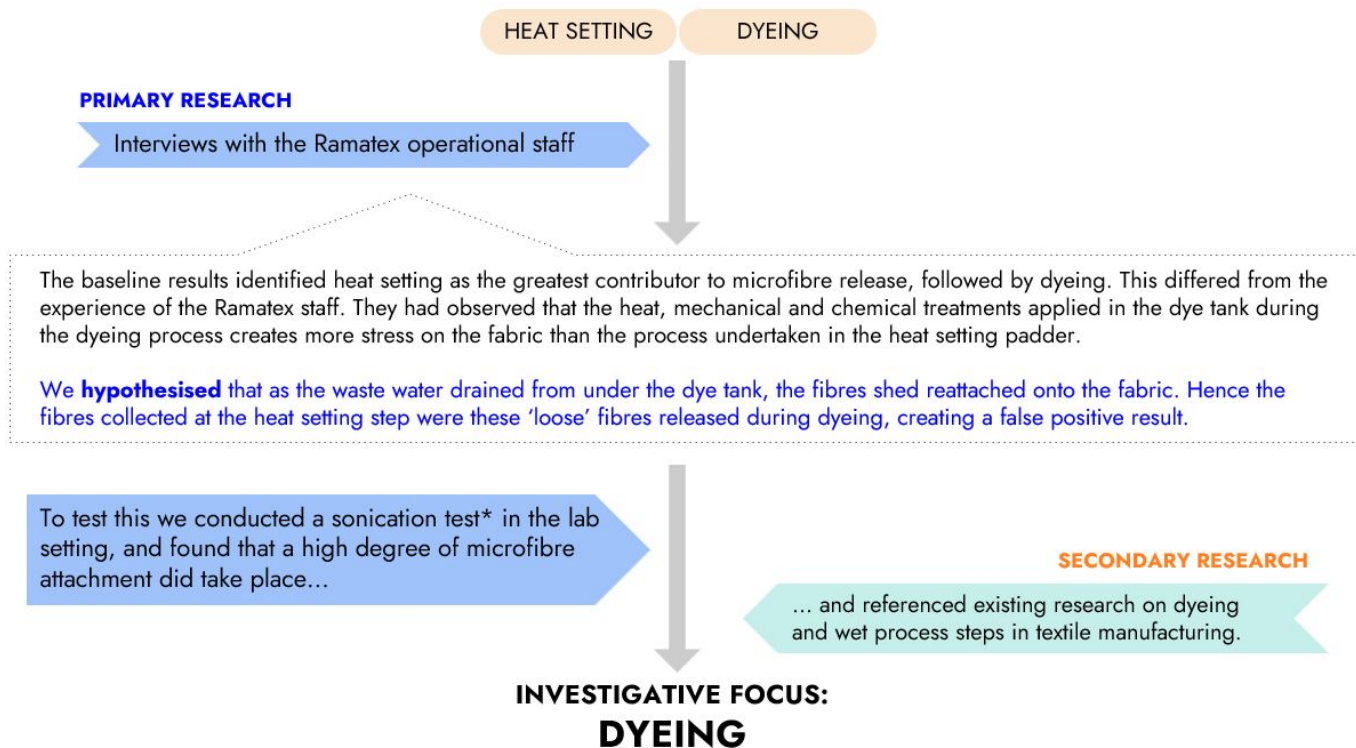 HEAT SETTING
DYEING
PRIMARY RESEARCH
Interviews with the Ramatex operational staff
The baseline results identified heat setting as the greatest contributor to microfibre release, followed by dyeing. This differed from the
experience of the Ramatex staff. They had observed that the heat, mechanical and chemical treatments applied in the dye tank during
the dyeing process creates more stress on the fabric than the process undertaken in the heat setting padder.
We hypothesised that as the waste water drained from under the dye tank, the fibres shed reattached onto the fabric. Hence the
fibres collected at the heat setting step were these ‘loose’ fibres released during dyeing, creating a false positive result.
To test this we conducted a sonication test* in the lab
setting, and found that a high degree of microfibre
attachment did take place...
SECONDARY RESEARCH
... and referenced existing research on dyeing
and wet process steps in textile manufacturing.
INVESTIGATIVE FOCUS:
DYEING